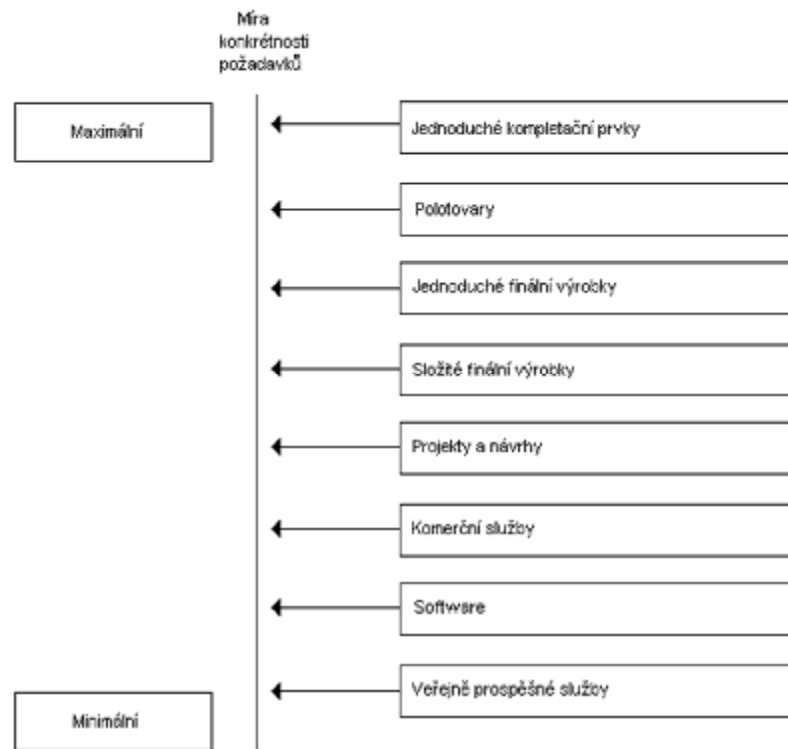 Míra
konkrétnosti
požadavků
Maximální
Jednoduché kompletační prvky
Polotovary
Jednoduché finální výrobky
Složité finální výrobky
Projekty a návrhy
Komerční služby
Software
Veřejně prospěšné služby
Minimální